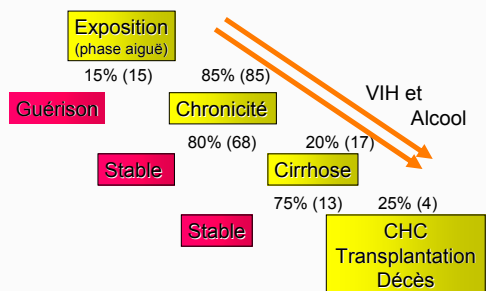 Exposition
(phase aiguë)
15% (15)
85% (85)
VIH et
Alcool
Guérison
Chronicité
80% (68)
20% (17)
Stable
Cirrhose
75% (13)
25% (4)
Stable
CHC
Transplantation
Décès